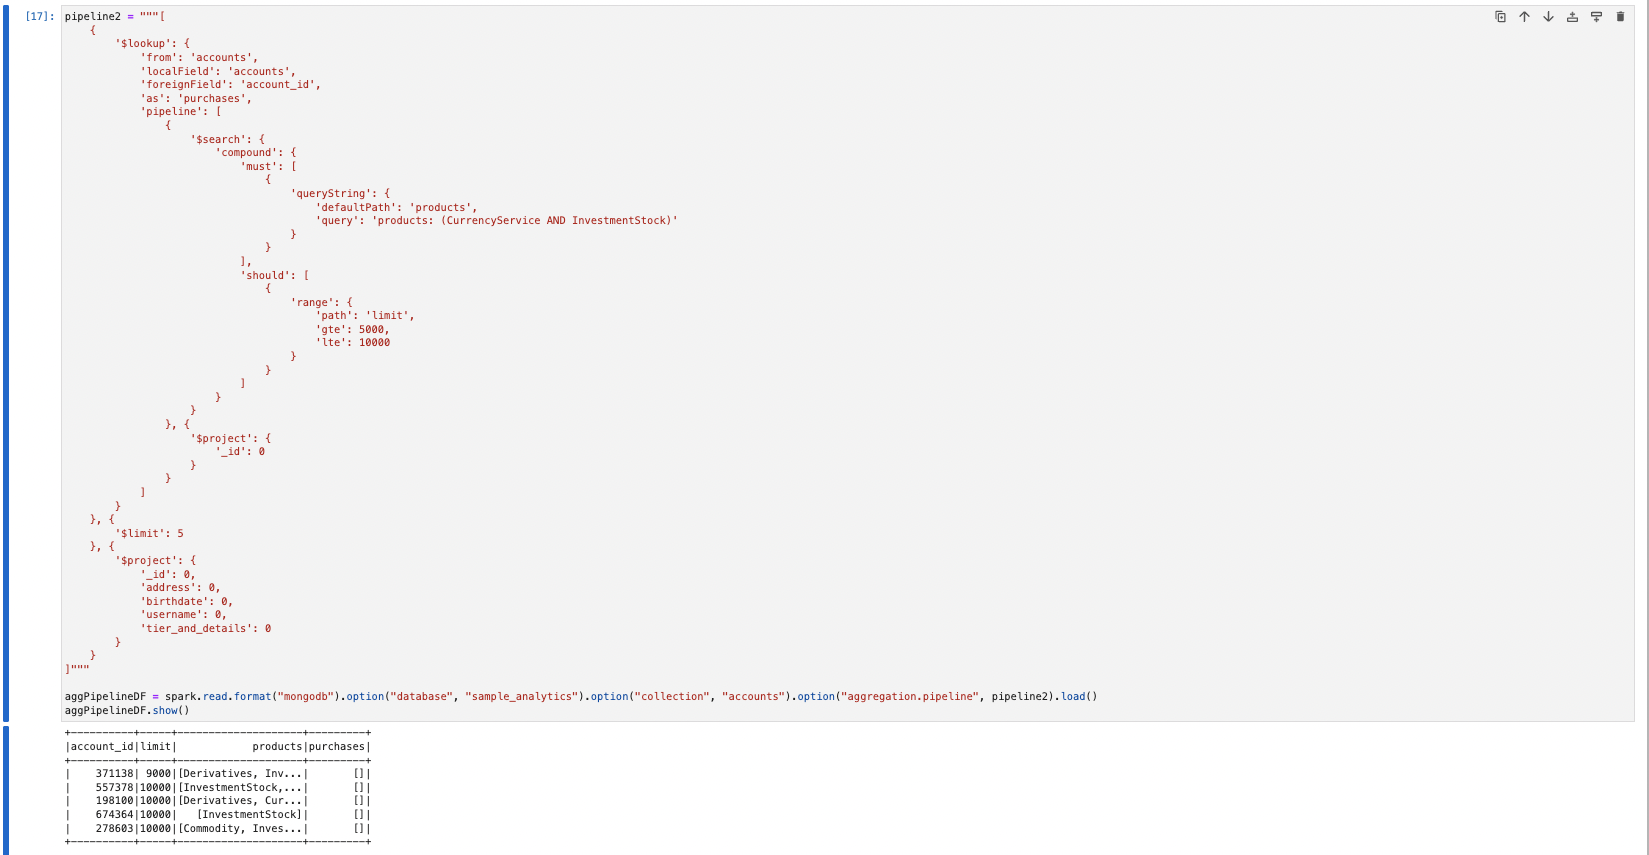 [17]: pipeline2 = """[
    {
        '$lookup': {
            'from': 'accounts',
            'localField': 'accounts',
            'foreignField': 'account_id',
            'as': 'purchases',
            'pipeline': [
                {
                    '$search': {
                        'compound': {
                            'must': [
                                {
                                    'queryString': {
                                        'defaultPath': 'products',
                                        'query': 'products: (CurrencyService AND InvestmentStock)'
                                    }
                                }
                            ],
                            'should': [
                                {
                                    'range': {
                                        'path': 'limit',
                                        'gte': 5000,
                                        'lte': 10000
                                    }
                                }
                            ]
                        }
                    }
                }, {
                    '$project': {
                        '_id': 0
                    }
                }
            ]
        }
    }, {
        '$limit': 5
    }, {
        '$project': {
            '_id': 0,
            'address': 0,
            'birthdate': 0,
            'username': 0,
            'tier_and_details': 0
        }
    }
]"""
aggPipelineDF = spark.read.format("mongodb").option("database", "sample_analytics").option("collection", "accounts").option("aggregation.pipeline", pipeline2).load()
aggPipelineDF.show()
+----------+-----+--------------------+---------+
|account_id|limit|            products|purchases|
+----------+-----+--------------------+---------+
|    371138| 9000|[Derivatives, Inv...|       []|
|    557378|10000|[InvestmentStock,...|       []|
|    198100|10000|[Derivatives, Cur...|       []|
|    674364|10000|   [InvestmentStock]|       []|
|    278603|10000|[Commodity, Inves...|       []|
+----------+-----+--------------------+---------+